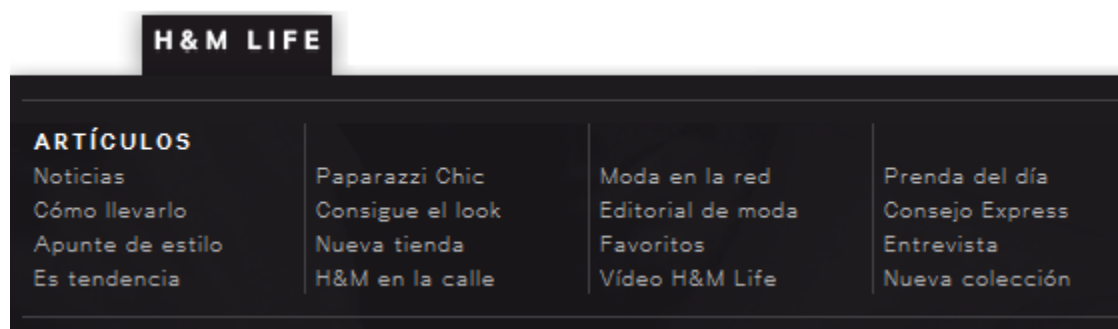 H&M LIFE
ARTÍCULOS
Noticias
Cómo llevarlo
Apunte de estilo
Es tendencia
Paparazzi Chic
Consigue el look
Nueva tienda
H&M en la calle
Moda en la red
Editorial de moda
Favoritos
Vídeo H&M Life
Prenda del día
Consejo Express
Entrevista
Nueva colección